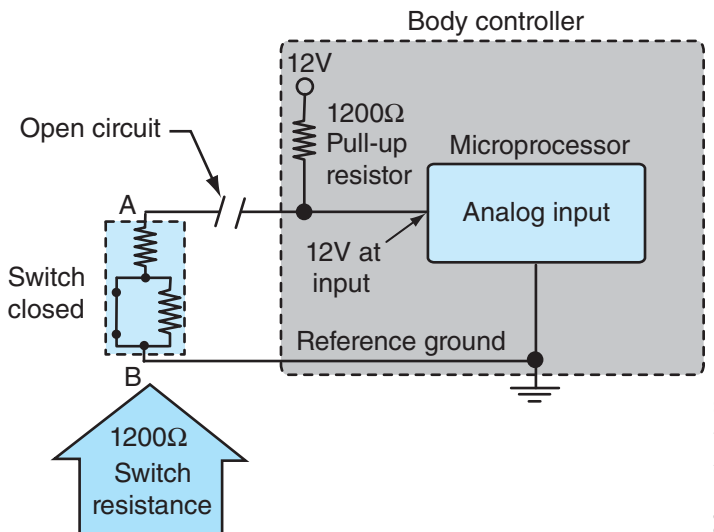 Body controller
12V
1200Ω
Pull-up
resistor
Open circuit
Microprocessor
Analog input
A
12V at
input
Switch
closed
Reference ground
B
1200Ω
Switch
resistance